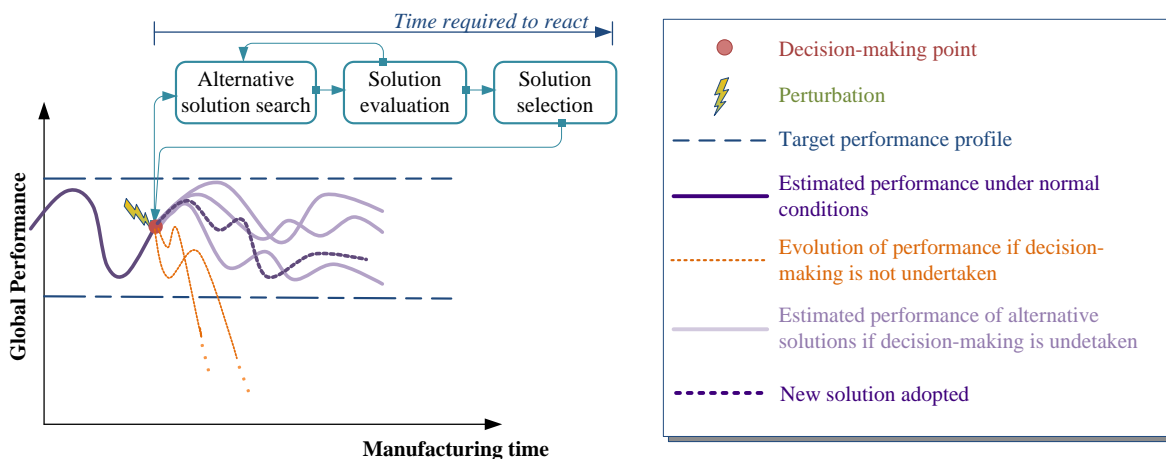 Time required to react
Alternative
solution search
Solution
evaluation
Solution
selection
Global Performance
Manufacturing time
Decision-making point
Perturbation
Target performance profile
Estimated performance under normal
conditions
Evolution of performance if decision-
making is not undertaken
Estimated performance of alternative
solutions if decision-making is undetaken
New solution adopted